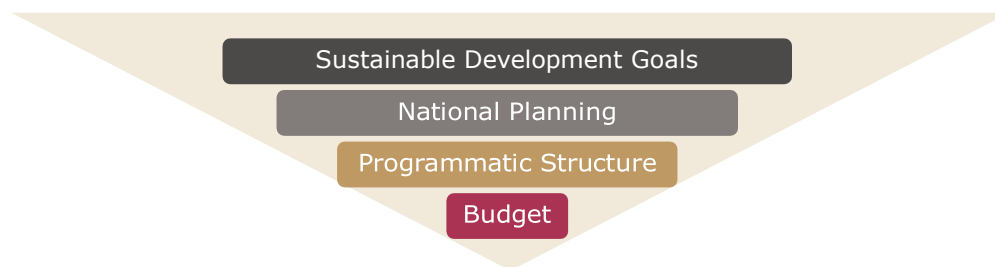 Sustainable Development Goals
National Planning
Programmatic Structure
Budget